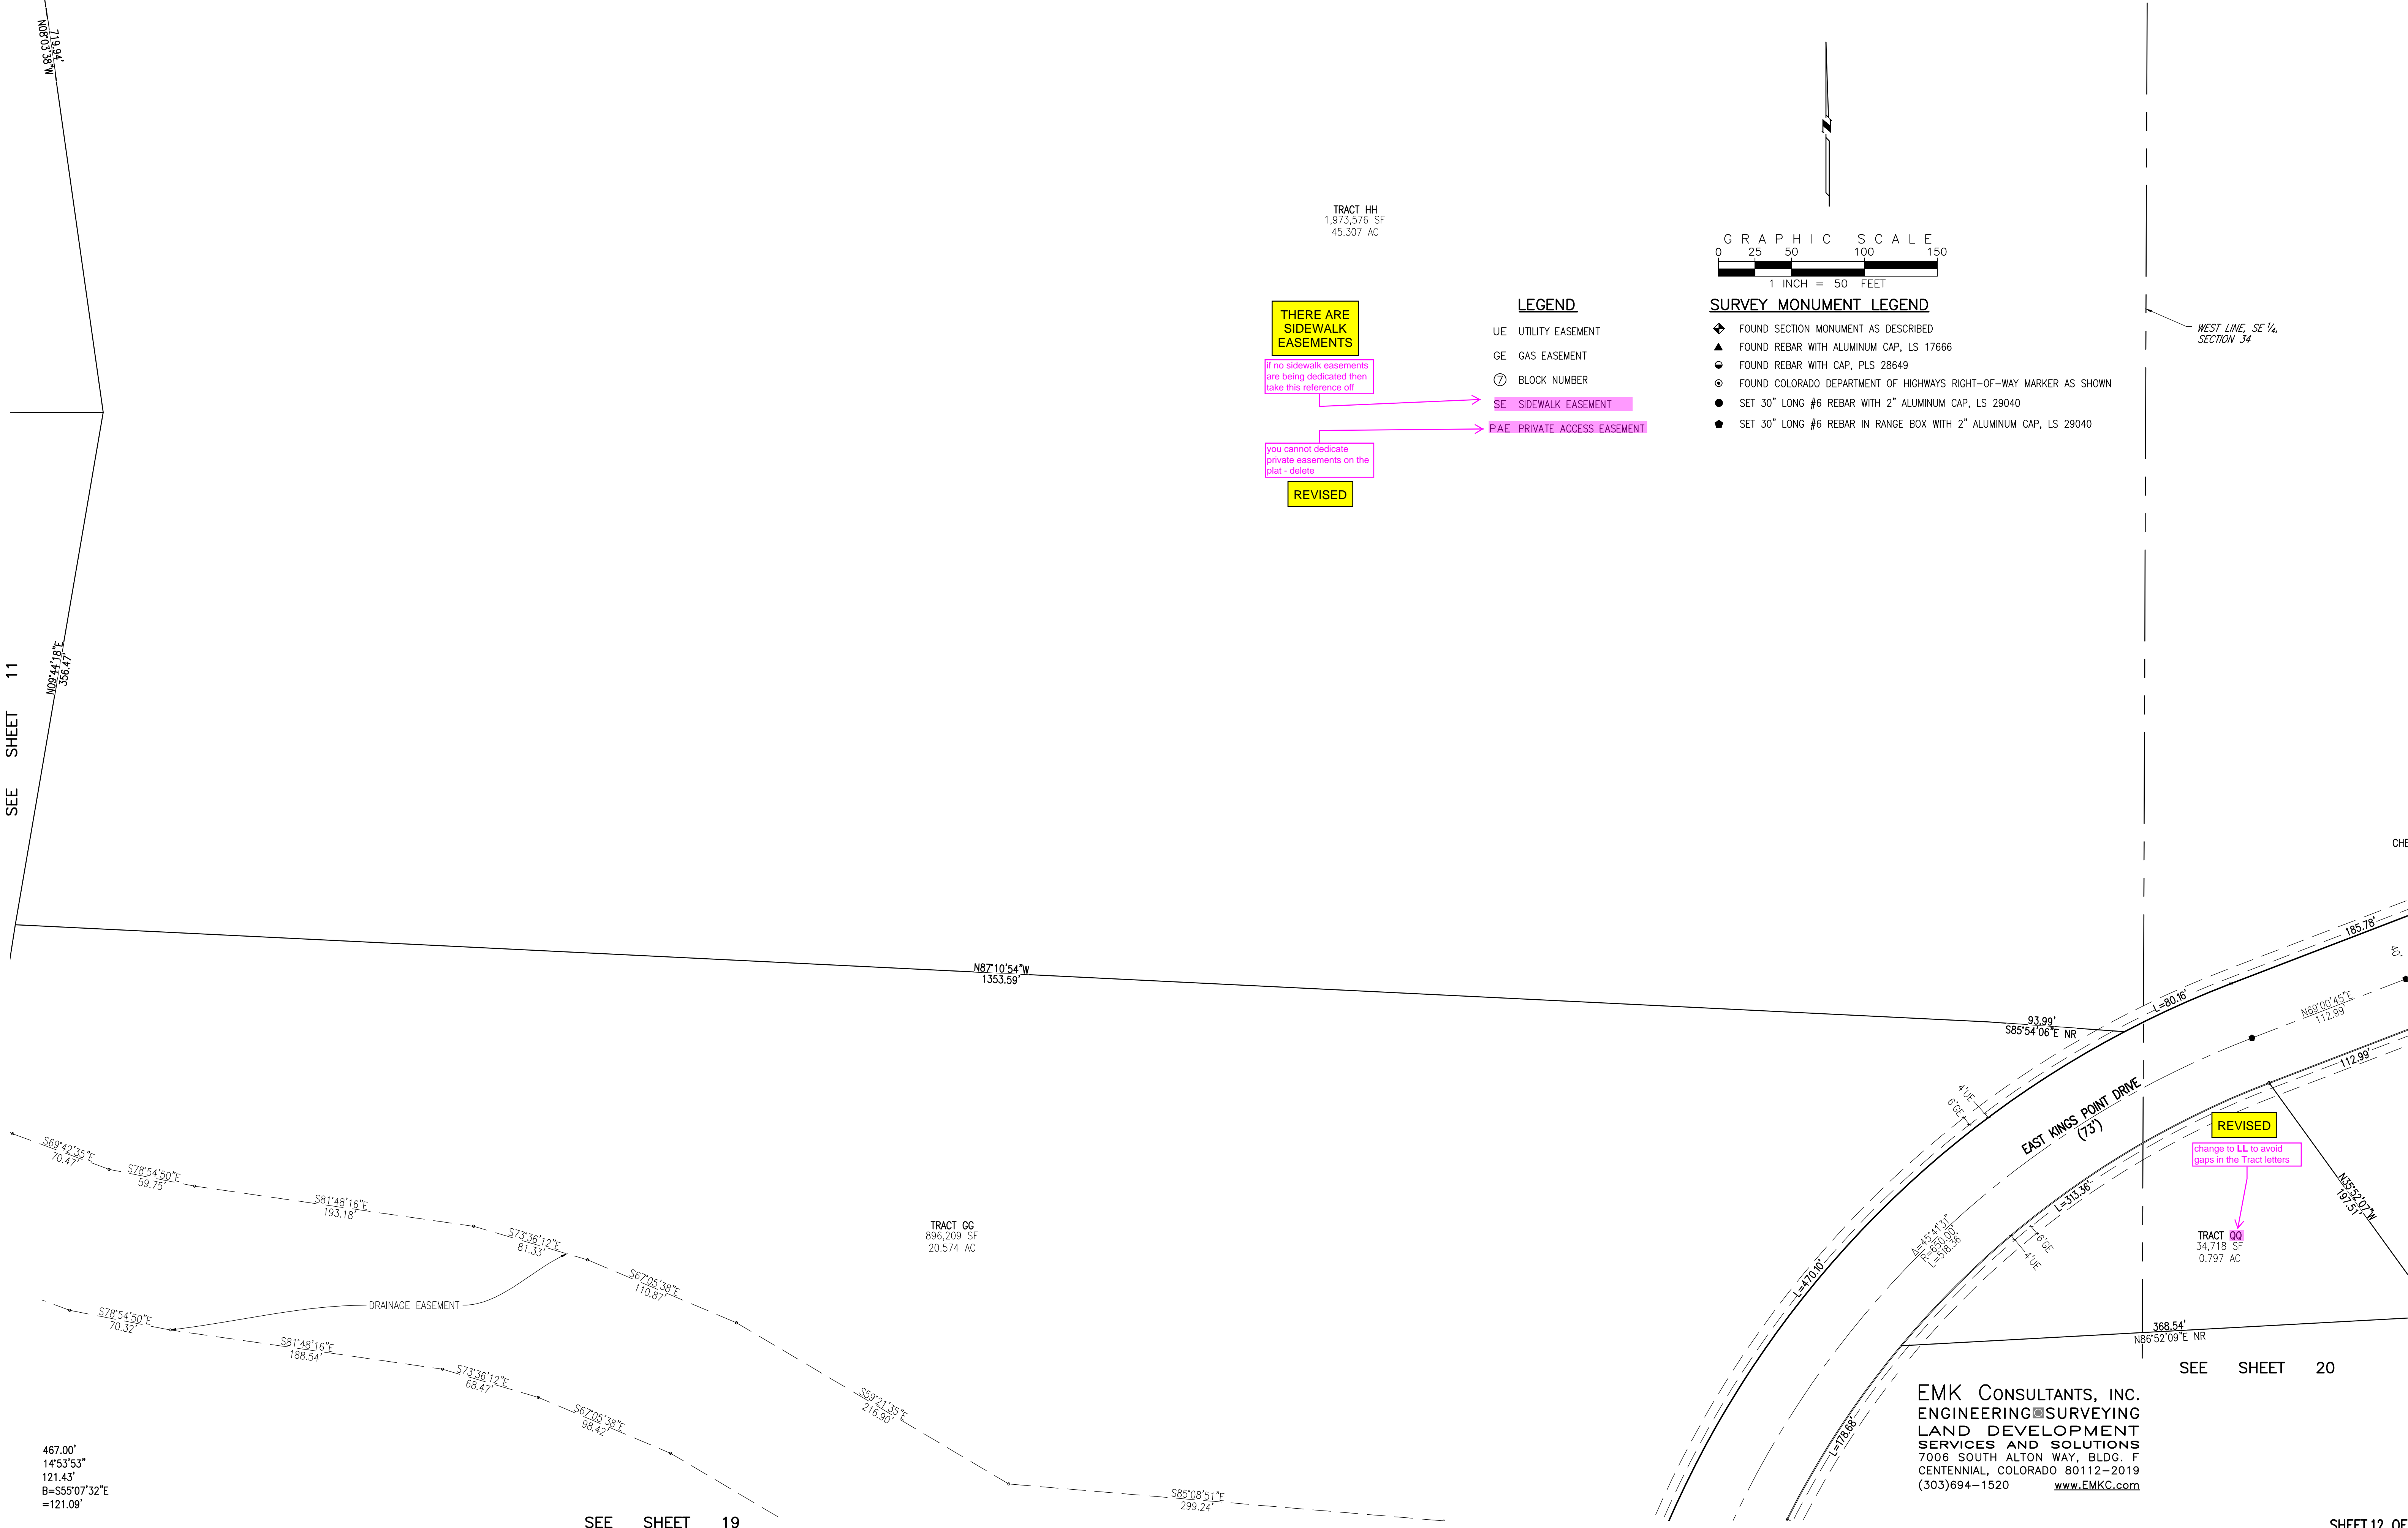 719.94'
N08°03'38"W
TRACT HH
1,973,576 SF
45.307 AC
GRAPHIC SCALE
0 25 50 100 150
1 INCH = 50 FEET
THERE ARE
SIDEWALK
EASEMENTS
if no sidewalk easements
are being dedicated then
take this reference off
you cannot dedicate
private easements on the
plat - delete
REVISED
LEGEND
UE UTILITY EASEMENT
GE GAS EASEMENT
7 BLOCK NUMBER
SE SIDEWALK EASEMENT
PAE PRIVATE ACCESS EASEMENT
SURVEY MONUMENT LEGEND
FOUND SECTION MONUMENT AS DESCRIBED
FOUND REBAR WITH ALUMINUM CAP, LS 17666
FOUND REBAR WITH CAP, PLS 28649
FOUND COLORADO DEPARTMENT OF HIGHWAYS RIGHT-OF-WAY MARKER AS SHOWN
SET 30" LONG #6 REBAR WITH 2" ALUMINUM CAP, LS 29040
SET 30" LONG #6 REBAR IN RANGE BOX WITH 2" ALUMINUM CAP, LS 29040
WEST LINE, SE ¼,
SECTION 34
SEE SHEET 11
N09°44'18"E
356.47'
CHE
N87°10'54"W
1353.59'
93.99'
S85°54'06"E NR
L=80.16'
185.78'
40'
N69°00'45"E
112.99'
112.99'
4'UE
6'GE
EAST KINGS POINT DRIVE
(73')
REVISED
change to LL to avoid
gaps in the Tract letters
N35°52'07"W
197.51'
TRACT QQ
34,718 SF
0.797 AC
L=313.36'
6'GE
4'UE
Δ=45°41'31"
R=650.00'
L=518.36'
L=470.10'
L=178.68'
368.54'
N86°52'09"E NR
SEE SHEET 20
S69°42'35"E
70.47'
S78°54'50"E
59.75'
S81°48'16"E
193.18'
S73°36'12"E
81.33'
S67°05'38"E
110.87'
TRACT GG
896,209 SF
20.574 AC
DRAINAGE EASEMENT
S78°54'50"E
70.32'
S81°48'16"E
188.54'
S73°36'12"E
68.47'
S67°05'38"E
98.42'
S59°21'35"E
216.90'
S85°08'51"E
299.24'
467.00'
14°53'53"
121.43'
B=S55°07'32"E
=121.09'
SEE SHEET 19
EMK CONSULTANTS, INC.
ENGINEERING SURVEYING
LAND DEVELOPMENT
SERVICES AND SOLUTIONS
7006 SOUTH ALTON WAY, BLDG. F
CENTENNIAL, COLORADO 80112-2019
(303)694-1520 www.EMKC.com
SHEET 12 OF